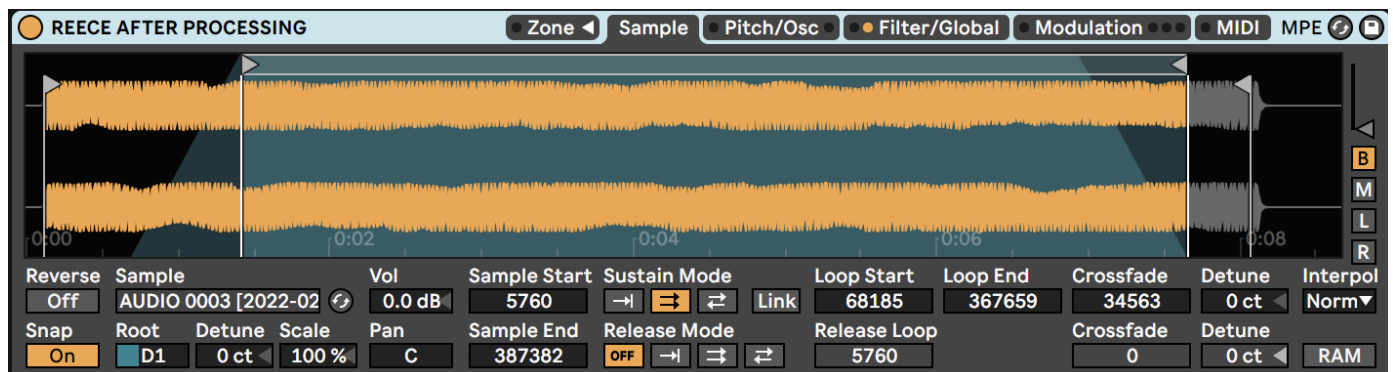 REECE AFTER PROCESSING Zone Sample Pitch/Osc Filter/Global Modulation MIDI MPE
B
M
L
0:00 0:02 0:04 0:06 0:08
R
Reverse Sample Vol Sample Start Sustain Mode Loop Start Loop End Crossfade Detune Interpol
Off AUDIO 0003 [2022-02 0.0 dB 5760 Link 68185 367659 34563 0 ct Norm
Snap Root Detune Scale Pan Sample End Release Mode Release Loop Crossfade Detune
On D1 0 ct 100 % C 387382 OFF 5760 0 0 ct RAM